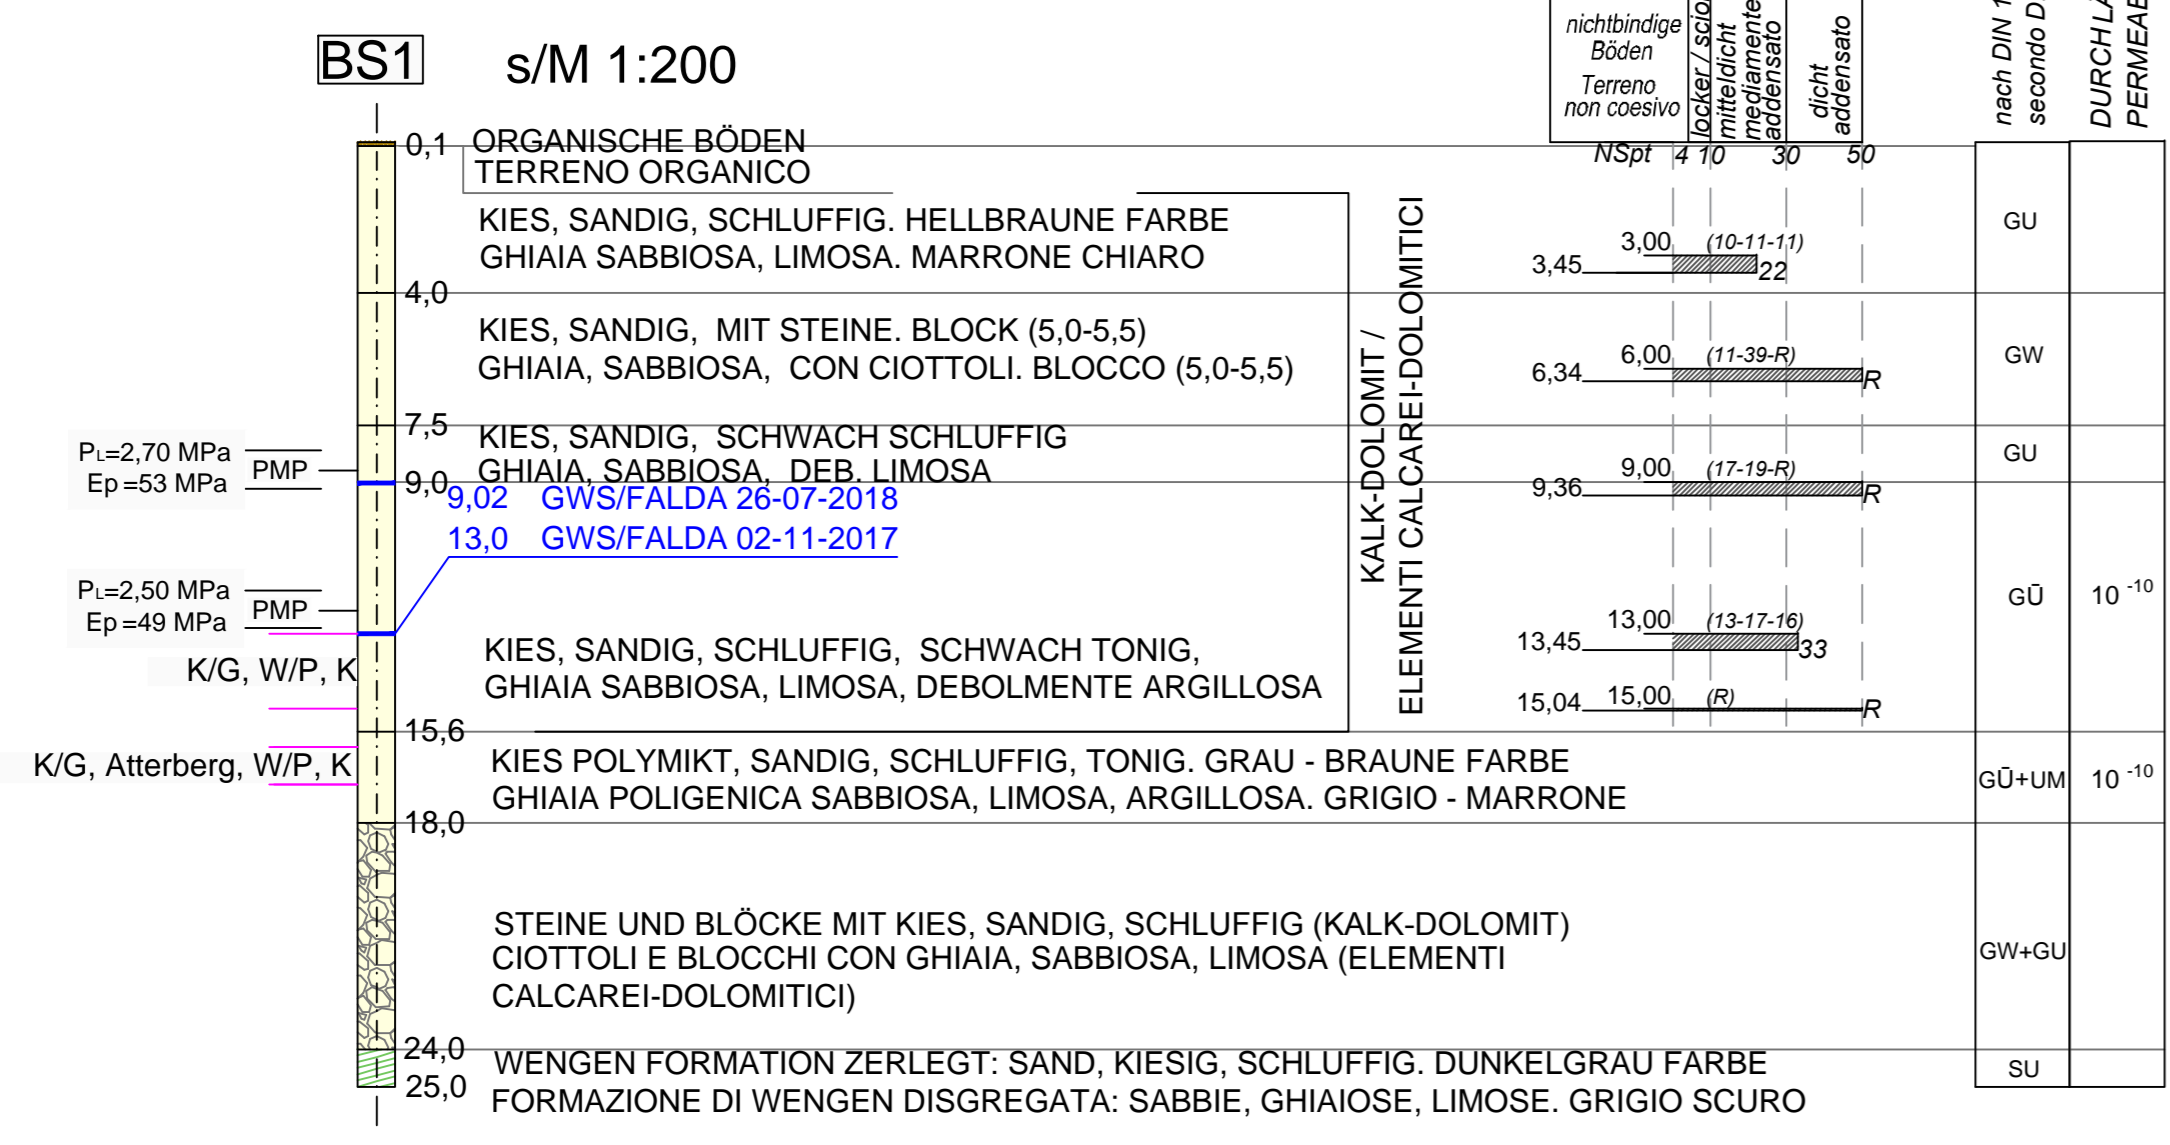 BS1 s/M 1:200
nichtbindige
Böden
Terreno
non coesivo
mitteldicht
mediamente
addensato
dicht
addensato
NSpt 4 10 30 50
0,1 ORGANISCHE BÖDEN
TERRENO ORGANICO
KIES, SANDIG, SCHLUFFIG. HELLBRAUNE FARBE
GHIAIA SABBIOSA, LIMOSA. MARRONE CHIARO
GU
3,00 (10-11-11)
3,45 22
4,0
KIES, SANDIG, MIT STEINE. BLOCK (5,0-5,5)
GHIAIA, SABBIOSA, CON CIOTTOLI. BLOCCO (5,0-5,5)
GW
6,00 (11-39-R)
6,34 R
7,5
KIES, SANDIG, SCHWACH SCHLUFFIG
GHIAIA, SABBIOSA, DEB. LIMOSA
GU
PL=2,70 MPa
Ep=53 MPa
PMP
9,0
9,00 (17-19-R)
9,36 R
9,02 GWS/FALDA 26-07-2018
13,0 GWS/FALDA 02-11-2017
KALK-DOLOMIT /
ELEMENTI CALCAREI-DOLOMITICI
PL=2,50 MPa
Ep=49 MPa
PMP
GŪ 10 -10
13,00 (13-17-16)
13,45 33
K/G, W/P, K
KIES, SANDIG, SCHLUFFIG, SCHWACH TONIG,
GHIAIA SABBIOSA, LIMOSA, DEBOLMENTE ARGILLOSA
15,04 15,00 (R) R
15,6
K/G, Atterberg, W/P, K
KIES POLYMIKT, SANDIG, SCHLUFFIG, TONIG. GRAU - BRAUNE FARBE
GHIAIA POLIGENICA SABBIOSA, LIMOSA, ARGILLOSA. GRIGIO - MARRONE
GŪ+UM 10 -10
18,0
STEINE UND BLÖCKE MIT KIES, SANDIG, SCHLUFFIG (KALK-DOLOMIT)
CIOTTOLI E BLOCCHI CON GHIAIA, SABBIOSA, LIMOSA (ELEMENTI
CALCAREI-DOLOMITICI)
GW+GU
24,0
WENGEN FORMATION ZERLEGT: SAND, KIESIG, SCHLUFFIG. DUNKELGRAU FARBE
FORMAZIONE DI WENGEN DISGREGATA: SABBIE, GHIAIOSE, LIMOSE. GRIGIO SCURO
SU
25,0
locker / scio
nach DIN 1
secondo D
DURCHLÄ
PERMEAB